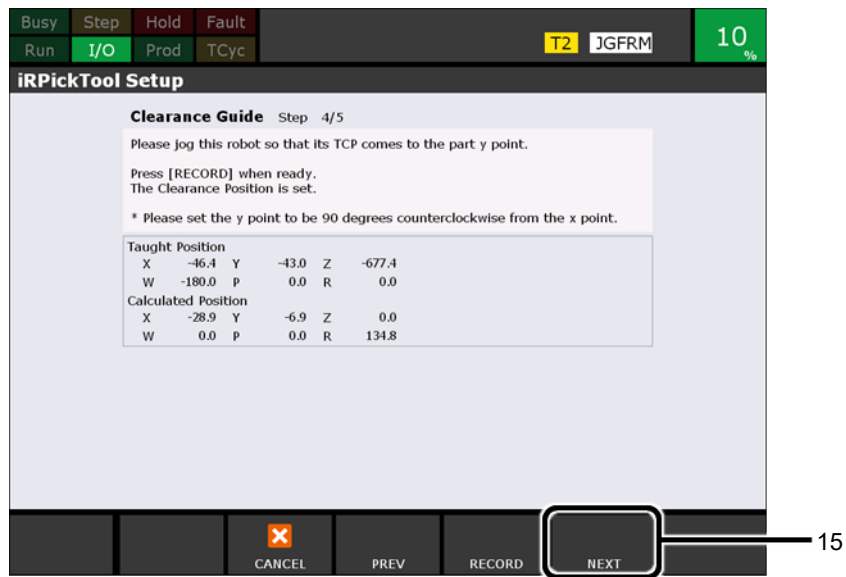 Busy Step Hold Fault
Run I/O Prod TCyc T2 JGFRM 10 %
iRPickTool Setup
Clearance Guide Step 4/5
Please jog this robot so that its TCP comes to the part y point.
Press [RECORD] when ready.
The Clearance Position is set.
* Please set the y point to be 90 degrees counterclockwise from the x point.
Taught Position
X -46.4 Y -43.0 Z -677.4
W -180.0 P 0.0 R 0.0
Calculated Position
X -28.9 Y -6.9 Z 0.0
W 0.0 P 0.0 R 134.8
CANCEL PREV RECORD NEXT
15